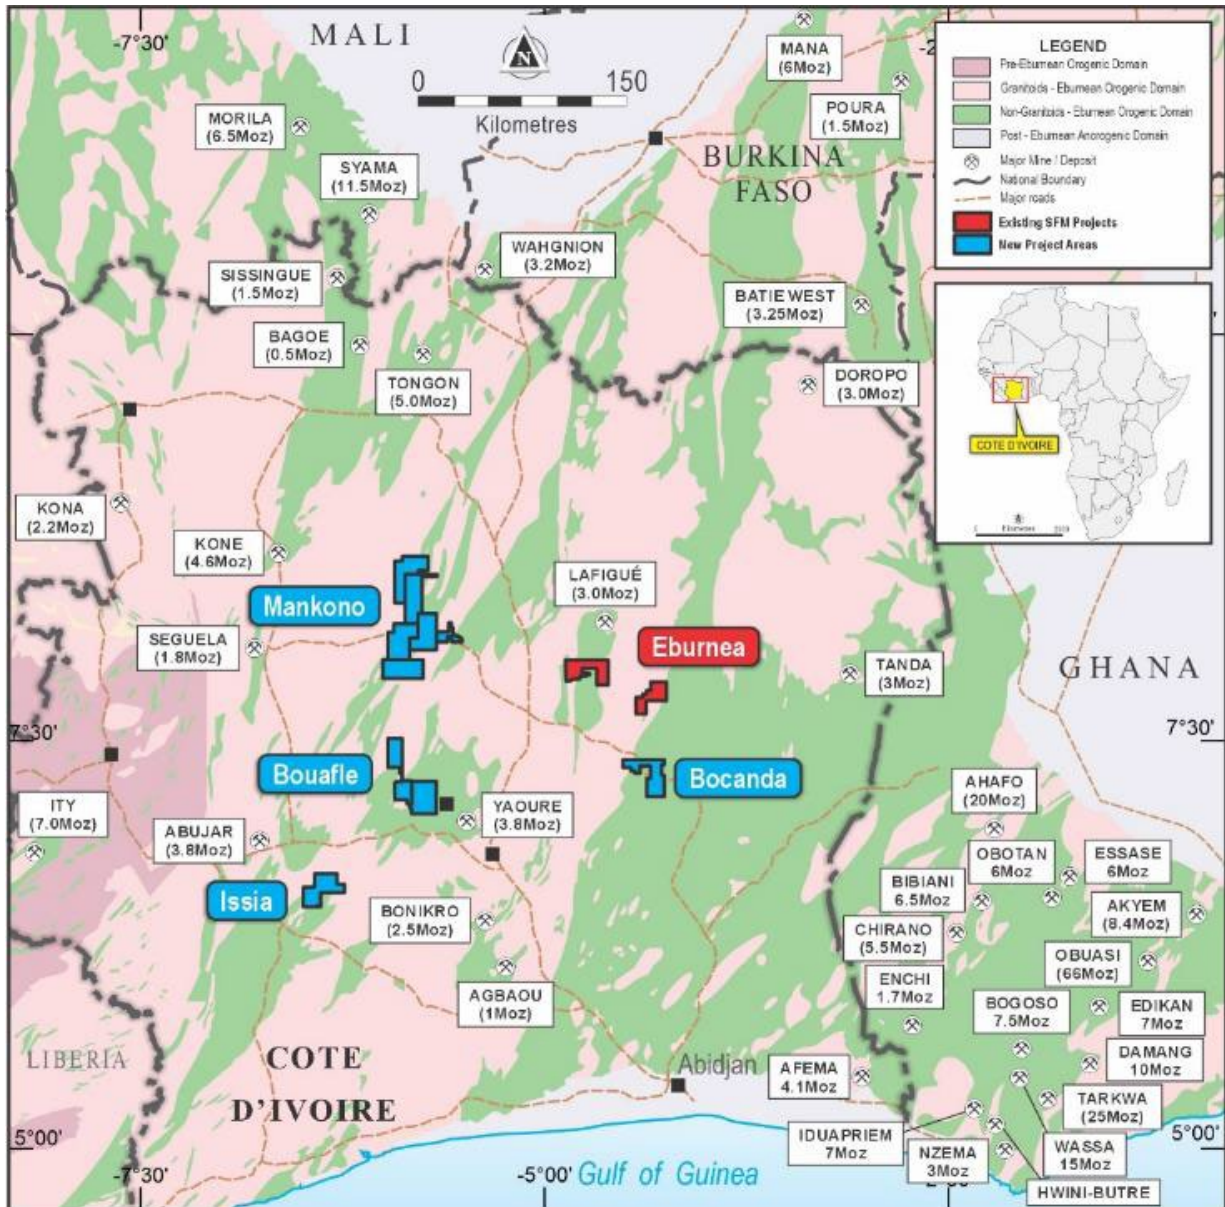 -7°30'
MALI
N
0
150
Kilometres
MANA
(6Moz)
POURA
(1.5Moz)
LEGEND
Pre-Eburnean Orogenic Domain
Granitoids - Eburnean Orogenic Domain
Non-Granitoids - Eburnean Orogenic Domain
Post - Eburnean Anorogenic Domain
Major Mine / Deposit
National Boundary
Major roads
Existing SFM Projects
New Project Areas
MORILA
(6.5Moz)
SYAMA
(11.5Moz)
BURKINA
FASO
WAHGNION
(3.2Moz)
SISSINGUE
(1.5Moz)
BATIE WEST
(3.25Moz)
BAGOE
(0.5Moz)
TONGON
(5.0Moz)
DOROPO
(3.0Moz)
COTE D'IVOIRE
0
Kilometres
KONA
(2.2Moz)
KONE
(4.6Moz)
Mankono
LAFIGUÉ
(3.0Moz)
SEGUELA
(1.8Moz)
Eburnea
TANDA
(3Moz)
GHANA
7°30'
7°30'
Bouafle
Bocanda
ITY
(7.0Moz)
ABUJAR
(3.8Moz)
YAOURE
(3.8Moz)
AHAFO
(20Moz)
OBOTAN
6Moz
ESSASE
6Moz
BIBIANI
6.5Moz
Issia
BONIKRO
(2.5Moz)
AKYEM
(8.4Moz)
CHIRANO
(5.5Moz)
OBUASI
(66Moz)
AGBAOU
(1Moz)
ENCHI
1.7Moz
BOGOSO
7.5Moz
EDIKAN
7Moz
LIBERIA
COTE
D'IVOIRE
Abidjan
AFEMA
4.1Moz
DAMANG
10Moz
TARKWA
(25Moz)
5°00'
5°00'
IDUAPRIEM
7Moz
NZEMA
3Moz
WASSA
15Moz
HWINI-BUTRE
-7°30'
-5°00'
Gulf of Guinea